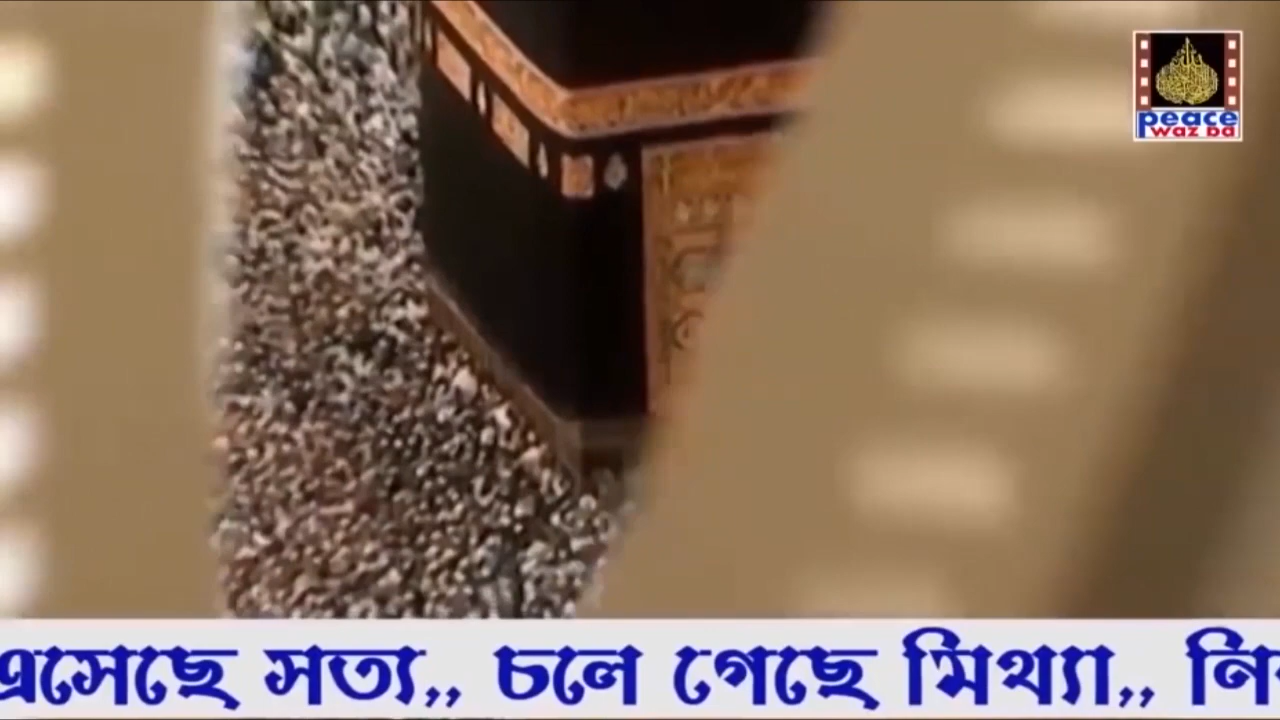 peace
waz ba
এসেছে সত্য,, চলে গেছে মিথ্যা,,